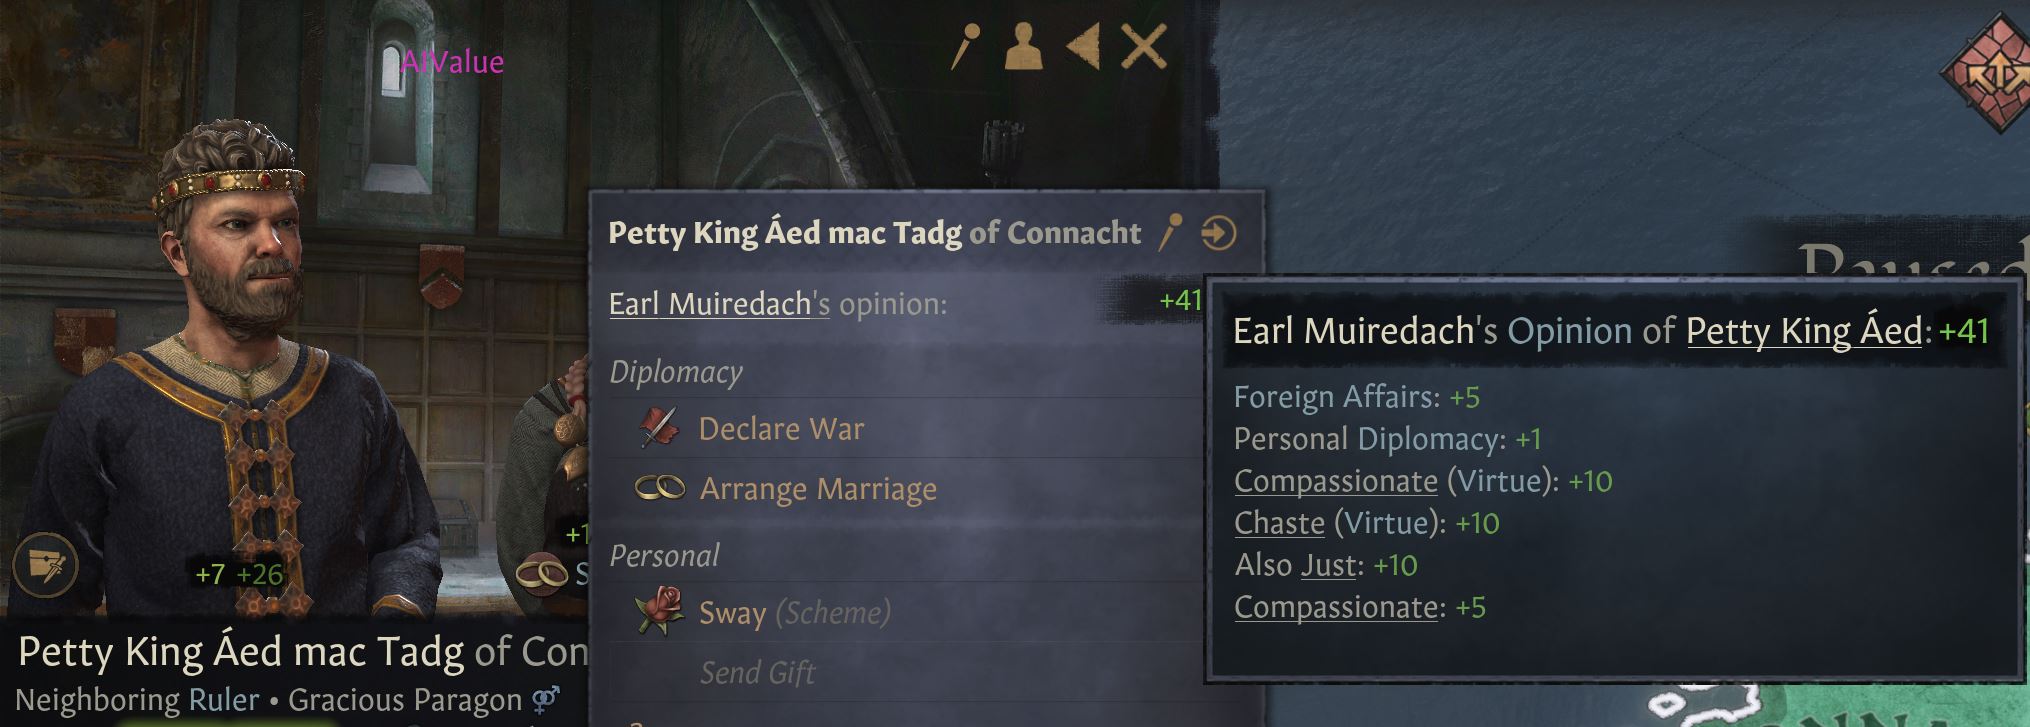 AIValue
Petty King Áed mac Tadg of Connacht
Earl Muiredach's opinion: +41
Diplomacy
Declare War
Arrange Marriage
Personal
Sway (Scheme)
Send Gift
Paused
Earl Muiredach's Opinion of Petty King Áed: +41
Foreign Affairs: +5
Personal Diplomacy: +1
Compassionate (Virtue): +10
Chaste (Virtue): +10
Also Just: +10
Compassionate: +5
+7 +26
+1
S
Petty King Áed mac Tadg of Con
Neighboring Ruler • Gracious Paragon